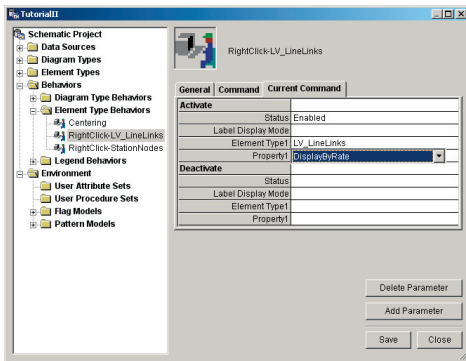 TutorialII
Schematic Project
Data Sources
Diagram Types
Element Types
Behaviors
Diagram Type Behaviors
Element Type Behaviors
Centering
RightClick-LV_LineLinks
RightClick-StationNodes
Legend Behaviors
Environment
User Attribute Sets
User Procedure Sets
Flag Models
Pattern Models
RightClick-LV_LineLinks
General Command Current Command
Activate
Status Enabled
Label Display Mode
Element Type1 LV_LineLinks
Property1 DisplayByRate
Deactivate
Status
Label Display Mode
Element Type1
Property1
Delete Parameter
Add Parameter
Save Close